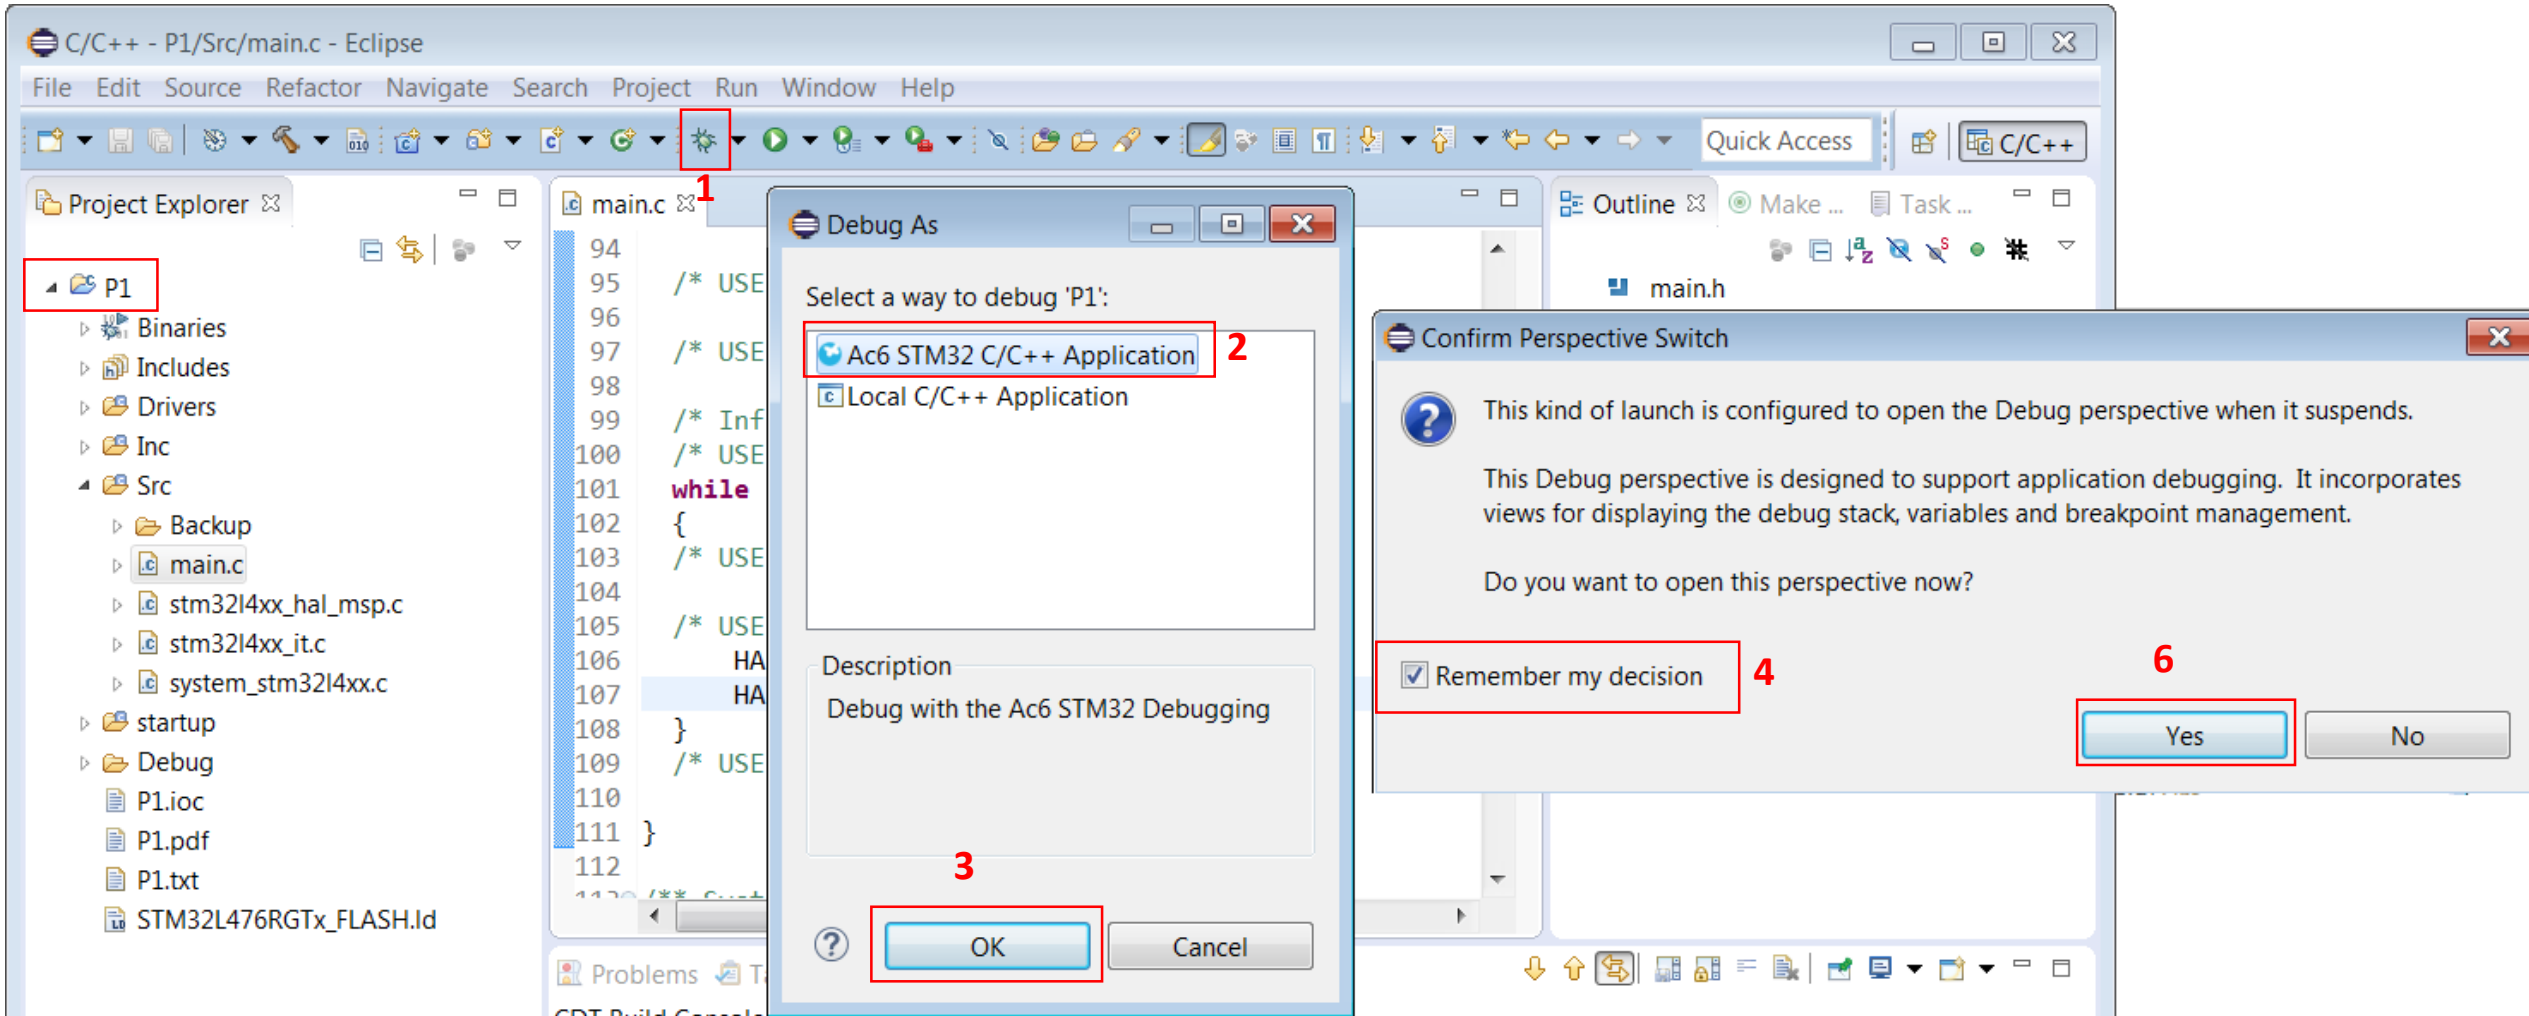 C/C++ - P1/Src/main.c - Eclipse
File Edit Source Refactor Navigate Search Project Run Window Help
Quick Access
C/C++
1
Project Explorer
P1
Binaries
Includes
Drivers
Inc
Src
Backup
main.c
stm32l4xx_hal_msp.c
stm32l4xx_it.c
system_stm32l4xx.c
startup
Debug
P1.ioc
P1.pdf
P1.txt
STM32L476RGTx_FLASH.ld
main.c
94
95 /* USE
96
97 /* USE
98
99 /* Inf
100 /* USE
101 while
102 {
103 /* USE
104
105 /* USE
106 HA
107 HA
108 }
109 /* USE
110
111 }
112
Debug As
Select a way to debug 'P1':
Ac6 STM32 C/C++ Application
2
Local C/C++ Application
Description
Debug with the Ac6 STM32 Debugging
3
OK
Cancel
Outline Make ... Task ...
main.h
Confirm Perspective Switch
This kind of launch is configured to open the Debug perspective when it suspends.
This Debug perspective is designed to support application debugging. It incorporates
views for displaying the debug stack, variables and breakpoint management.
Do you want to open this perspective now?
Remember my decision
4
6
Yes
No
Problems